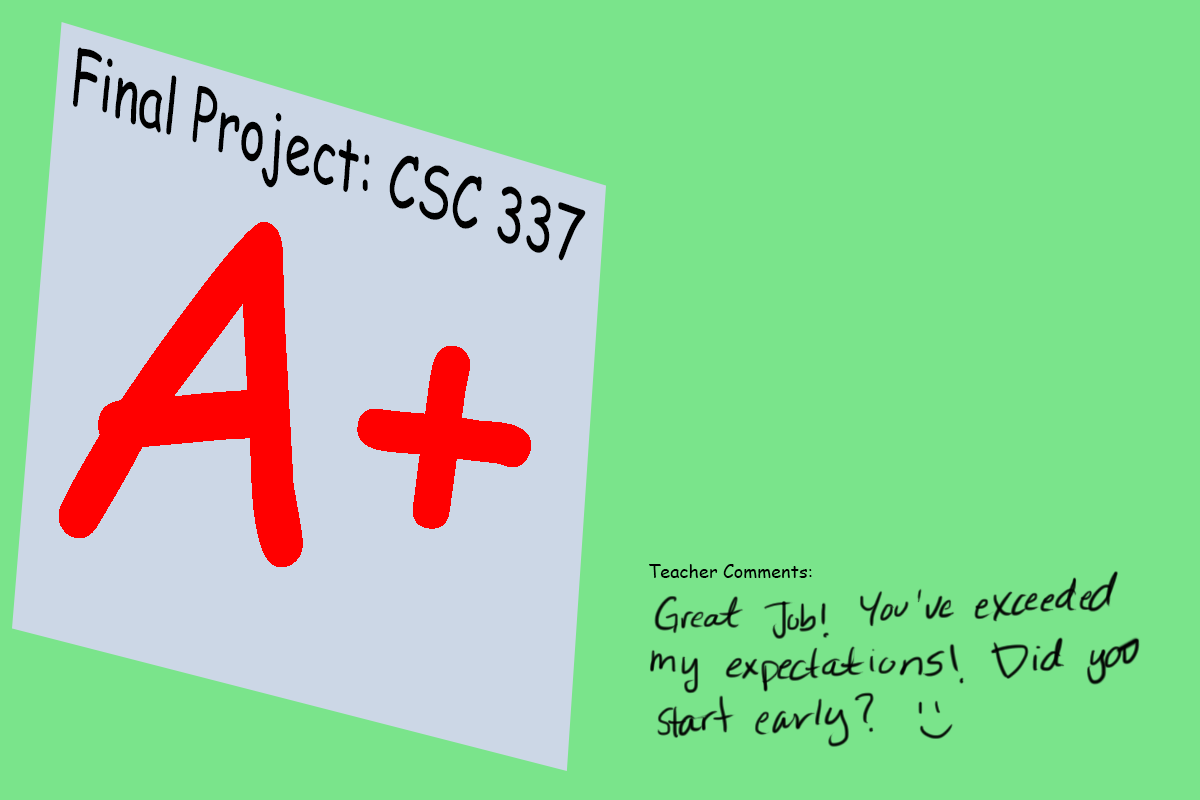 Final Project: CSC 337
A+
Teacher Comments:
Great Job! You've exceeded
my expectations! Did you
start early? :)